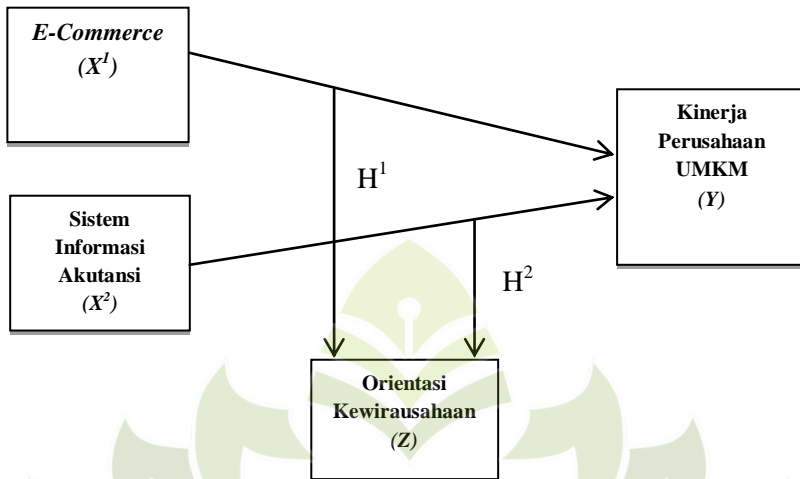 E-Commerce
(X¹)
Kinerja
Perusahaan
UMKM
(Y)
H¹
Sistem
Informasi
Akutansi
(X²)
H²
Orientasi
Kewirausahaan
(Z)